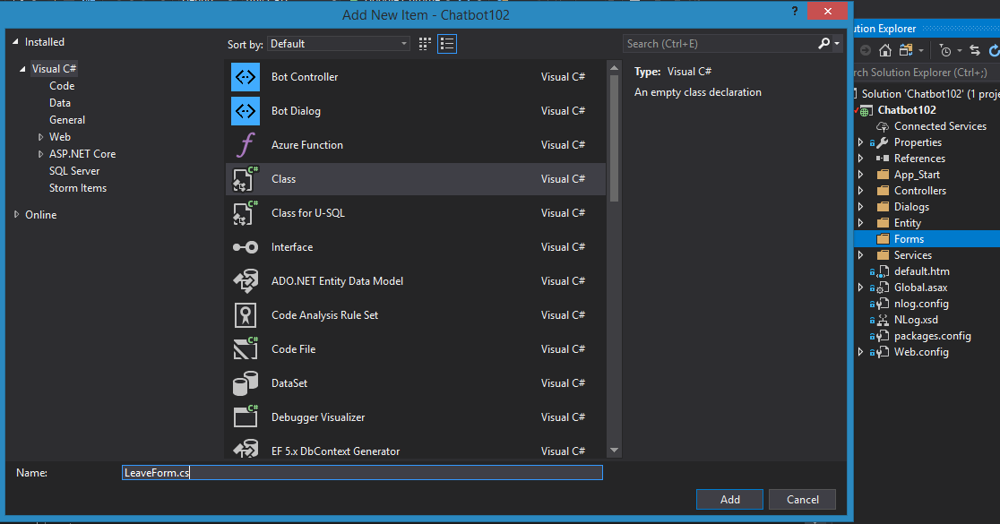 Add New Item - Chatbot102
?
Installed
Visual C#
Code
Data
General
Web
ASP.NET Core
SQL Server
Storm Items
Online
Sort by: Default
Bot Controller Visual C#
Bot Dialog Visual C#
Azure Function Visual C#
Class Visual C#
Class for U-SQL Visual C#
Interface Visual C#
ADO.NET Entity Data Model Visual C#
Code Analysis Rule Set Visual C#
Code File Visual C#
DataSet Visual C#
Debugger Visualizer Visual C#
EF 5.x DbContext Generator Visual C#
Search (Ctrl+E)
Type: Visual C#
An empty class declaration
Name: LeaveForm.cs
Add Cancel
ution Explorer
rch Solution Explorer (Ctrl+;)
Solution 'Chatbot102' (1 proje
Chatbot102
Connected Services
Properties
References
App_Start
Controllers
Dialogs
Entity
Forms
Services
default.htm
Global.asax
nlog.config
NLog.xsd
packages.config
Web.config